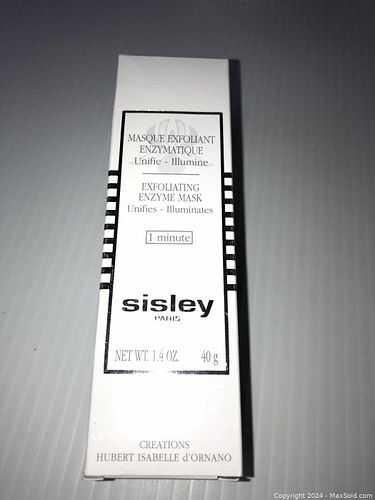 MASQUE EXFOLIANT
ENZYMATIQUE
Unifie - Illumine
EXFOLIATING
ENZYME MASK
Unifies - Illuminates
1 minute
sisley
PARIS
NET WT. 1.4 OZ. 40 g
CREATIONS
HUBERT ISABELLE d'ORNANO
Copyright 2024 - MaxSold.com